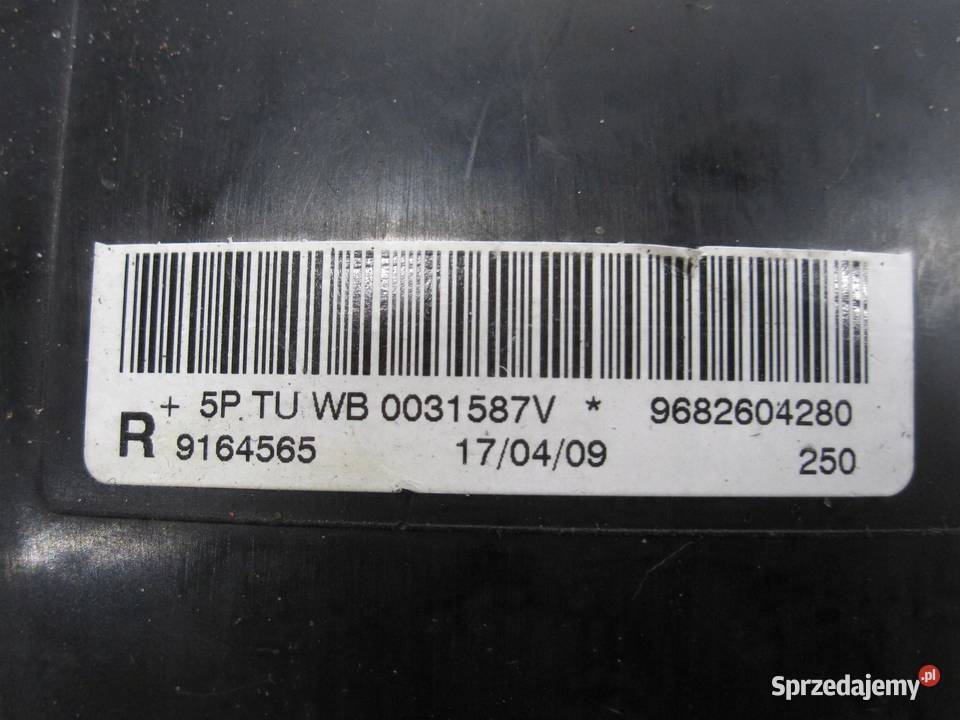 + 5P TU WB 0031587V * 9682604280
R 9164565 17/04/09 250
Sprzedajemy.pl